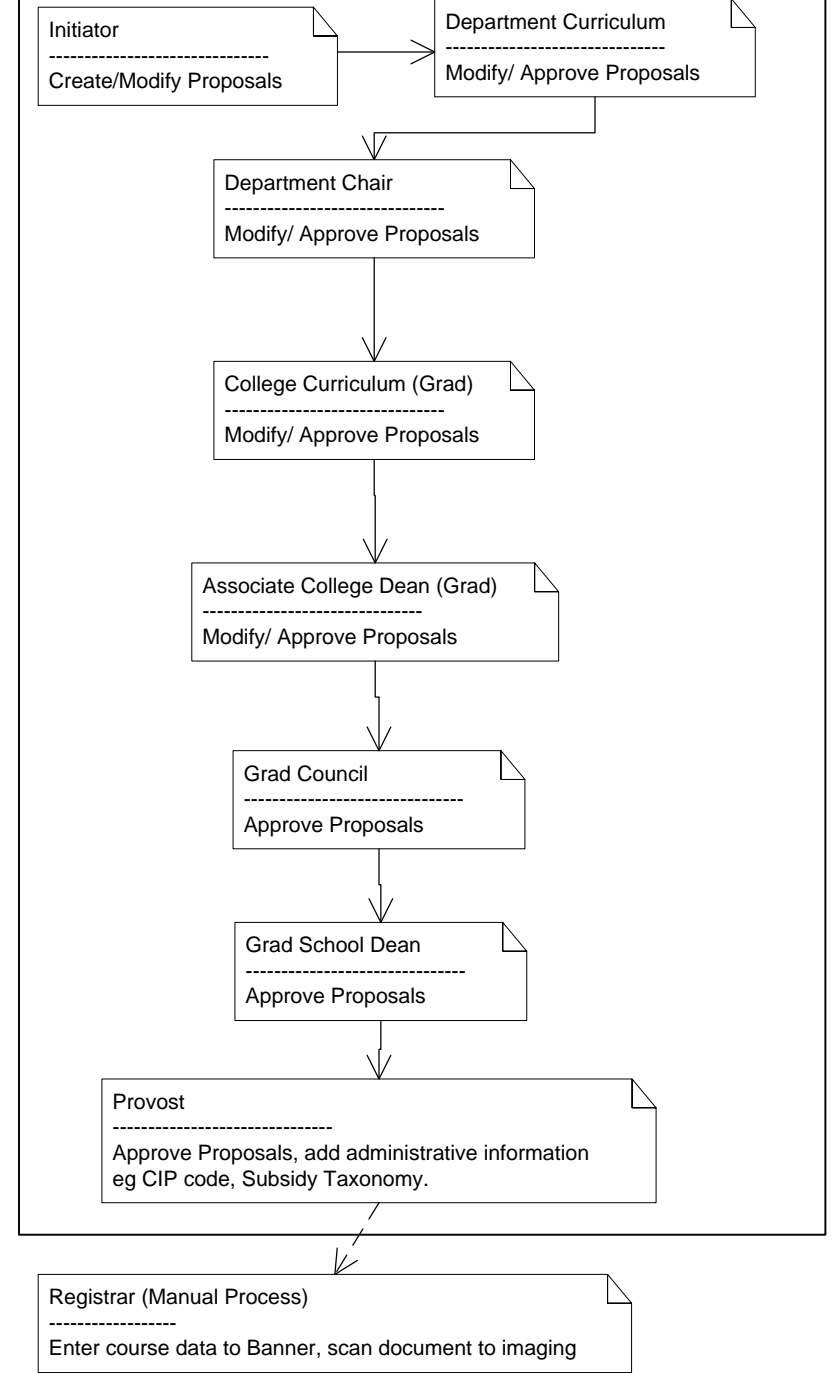 Initiator
-------------------------------
Create/Modify Proposals
Department Curriculum
-------------------------------
Modify/ Approve Proposals
Department Chair
-------------------------------
Modify/ Approve Proposals
College Curriculum (Grad)
-------------------------------
Modify/ Approve Proposals
Associate College Dean (Grad)
-------------------------------
Modify/ Approve Proposals
Grad Council
-------------------------------
Approve Proposals
Grad School Dean
-------------------------------
Approve Proposals
Provost
-------------------------------
Approve Proposals, add administrative information
eg CIP code, Subsidy Taxonomy.
Registrar (Manual Process)
------------------
Enter course data to Banner, scan document to imaging